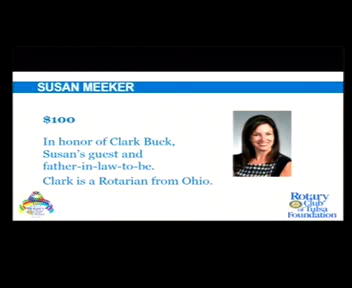 SUSAN MEEKER
$100
In honor of Clark Buck,
Susan's guest and
father-in-law-to-be.
Clark is a Rotarian from Ohio.
Rotary
Club
of Tulsa
Foundation